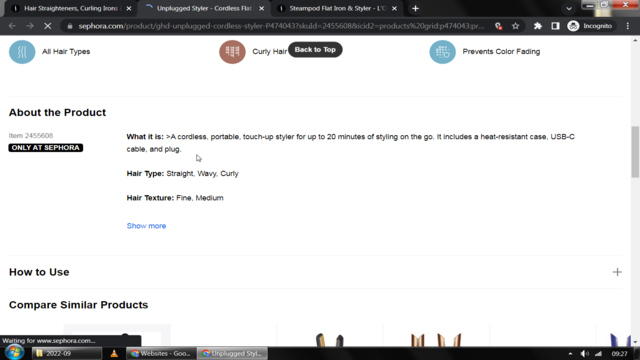 Hair Straighteners, Curling Irons
Unplugged Styler - Cordless Flat
Steampod Flat Iron & Styler - L'O
sephora.com/product/ghd-unplugged-cordless-styler-P474043?skuId=2455608&icid2=products%20grid:p474043:pr...
Incognito
All Hair Types
Curly Hair
Back to Top
Prevents Color Fading
About the Product
Item 2455608
ONLY AT SEPHORA
What it is: >A cordless, portable, touch-up styler for up to 20 minutes of styling on the go. It includes a heat-resistant case, USB-C
cable, and plug.
Hair Type: Straight, Wavy, Curly
Hair Texture: Fine, Medium
Show more
How to Use
Compare Similar Products
Waiting for www.sephora.com...
2022-09
Websites - Goo...
Unplugged Styl...
09:27